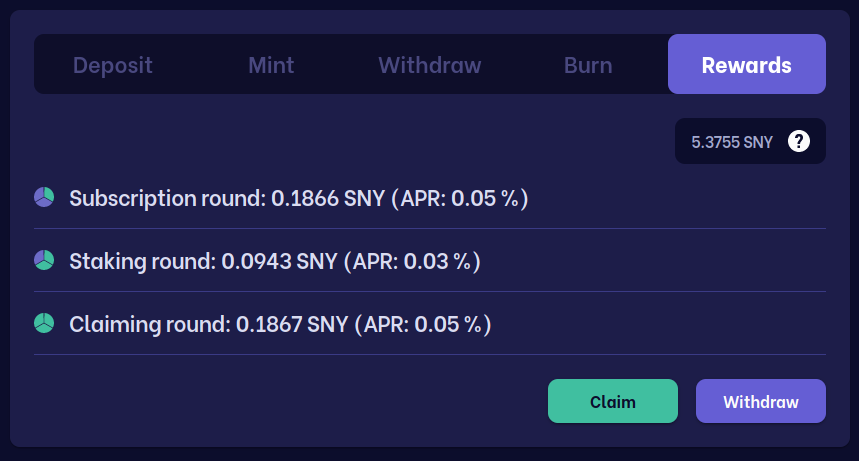 Deposit Mint Withdraw Burn Rewards
5.3755 SNY ?
Subscription round: 0.1866 SNY (APR: 0.05 %)
Staking round: 0.0943 SNY (APR: 0.03 %)
Claiming round: 0.1867 SNY (APR: 0.05 %)
Claim Withdraw